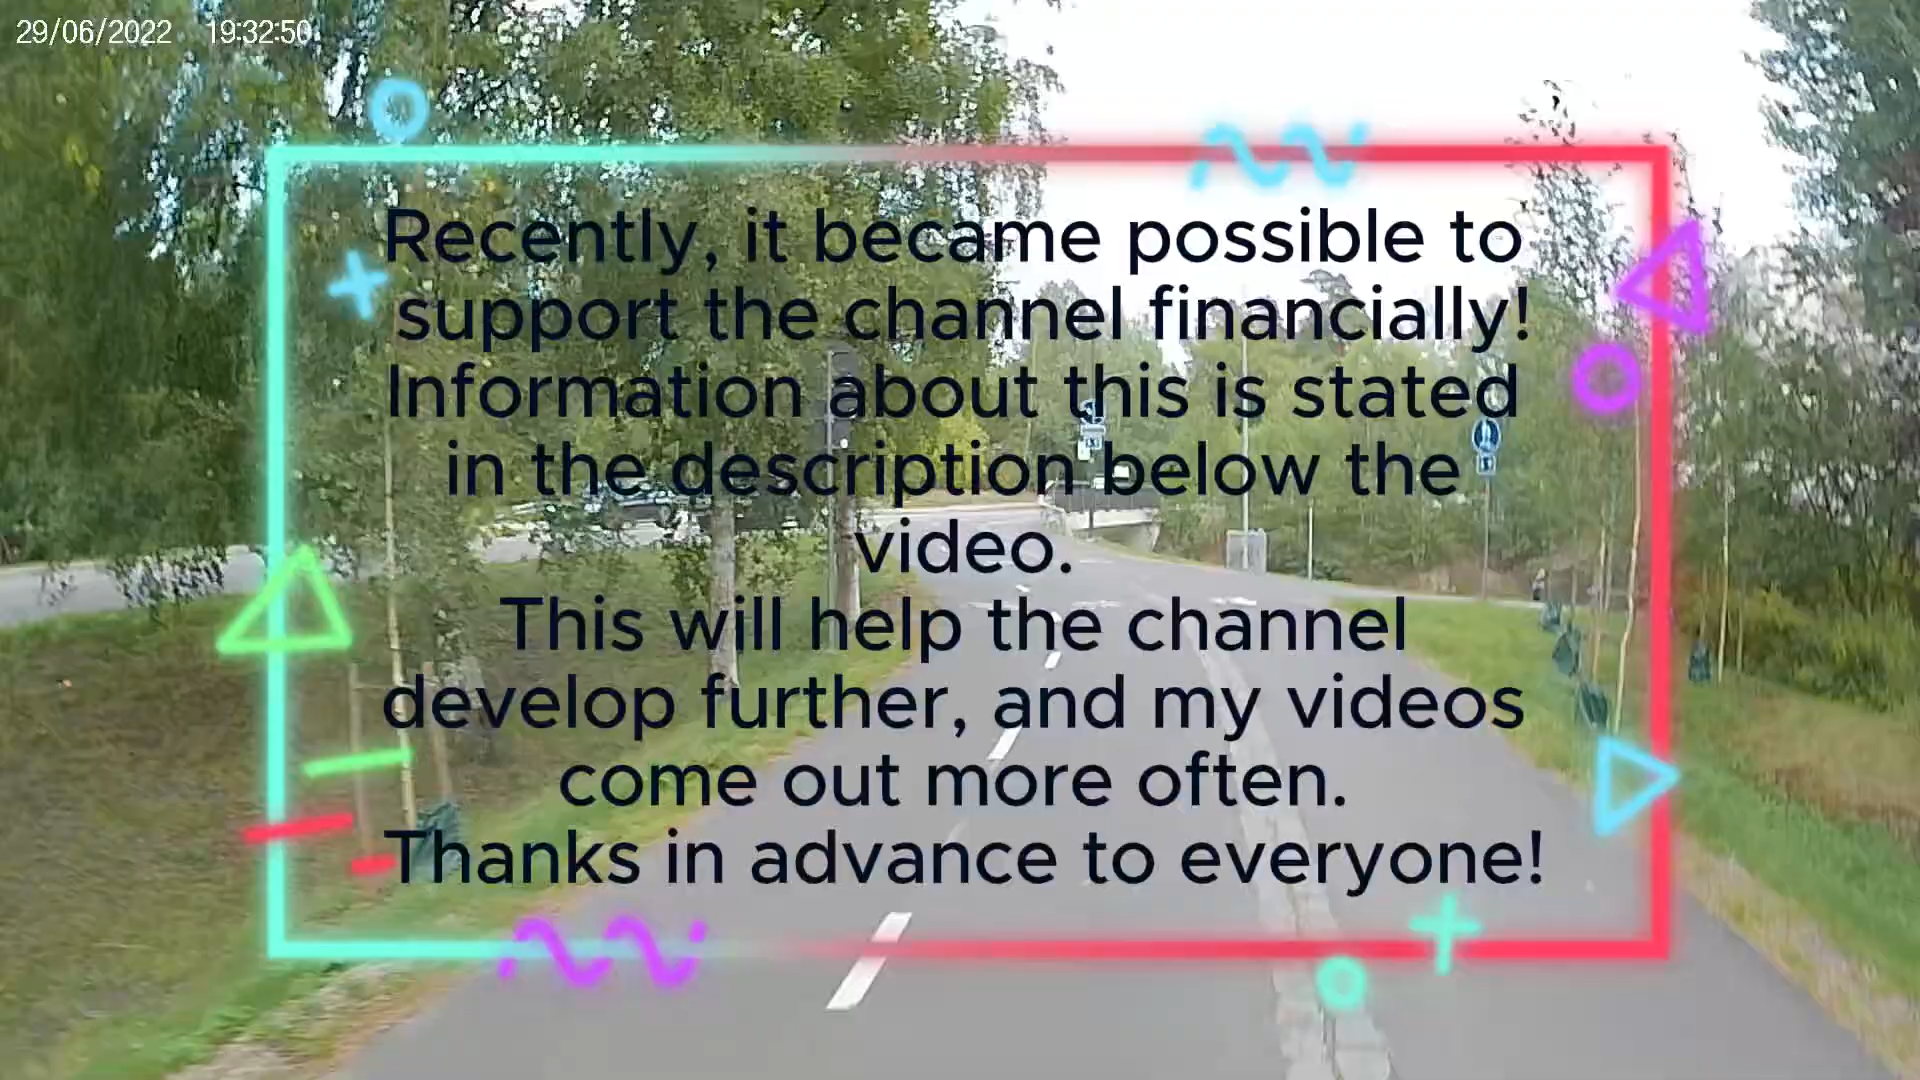 29/06/2022 19:32:50
Recently, it became possible to
support the channel financially!
Information about this is stated
in the description below the
video.
This will help the channel
develop further, and my videos
come out more often.
Thanks in advance to everyone!